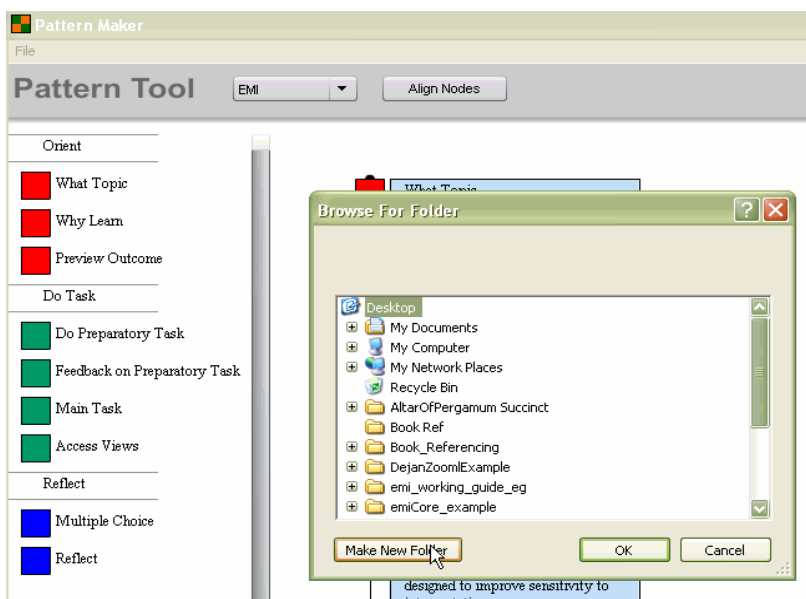 Pattern Maker
File
Pattern Tool
EMI
Align Nodes
Orient
What Topic
Why Learn
Preview Outcome
Do Task
Do Preparatory Task
Feedback on Preparatory Task
Main Task
Access Views
Reflect
Multiple Choice
Reflect
What Topic
Browse For Folder
Desktop
My Documents
My Computer
My Network Places
Recycle Bin
AltarOfPergamum Succinct
Book Ref
Book_Referencing
DejanZoomlExample
emi_working_guide_eg
emiCore_example
Make New Folder
OK
Cancel
designed to improve sensitivity to